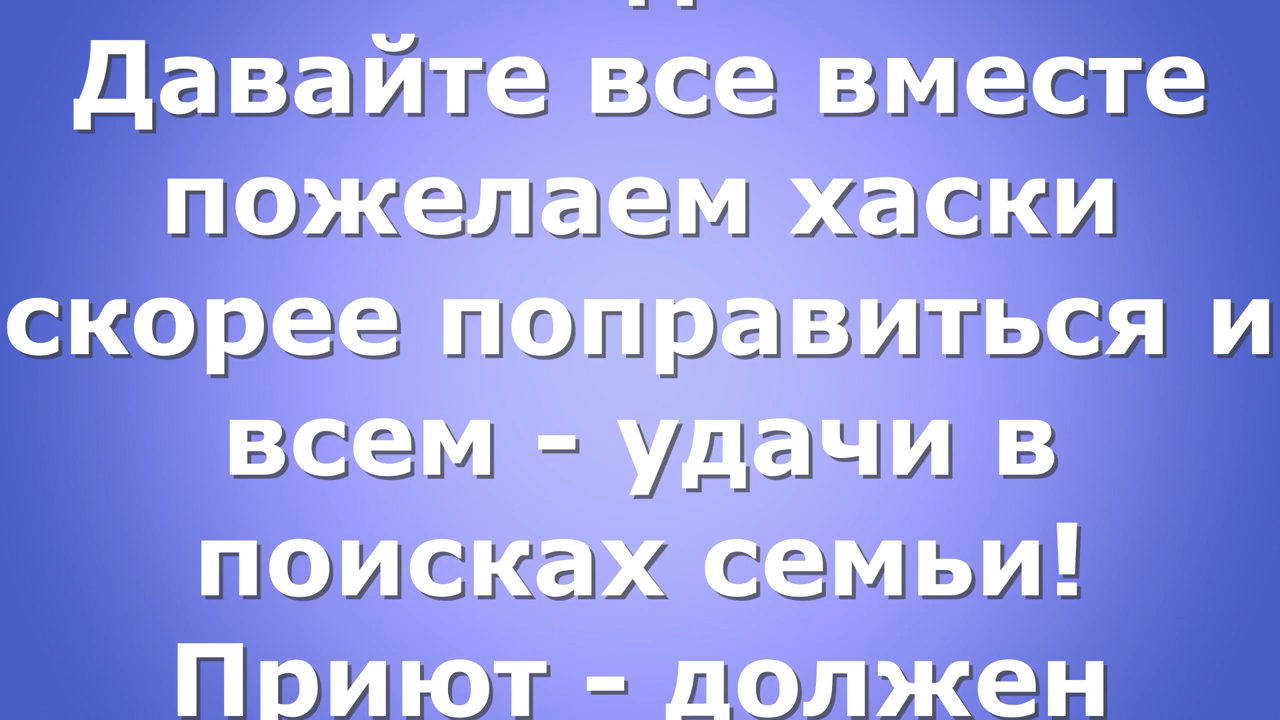 Давайте все вместе
пожелаем хаски
скорее поправиться и
всем - удачи в
поисках семьи!
Приют - должен